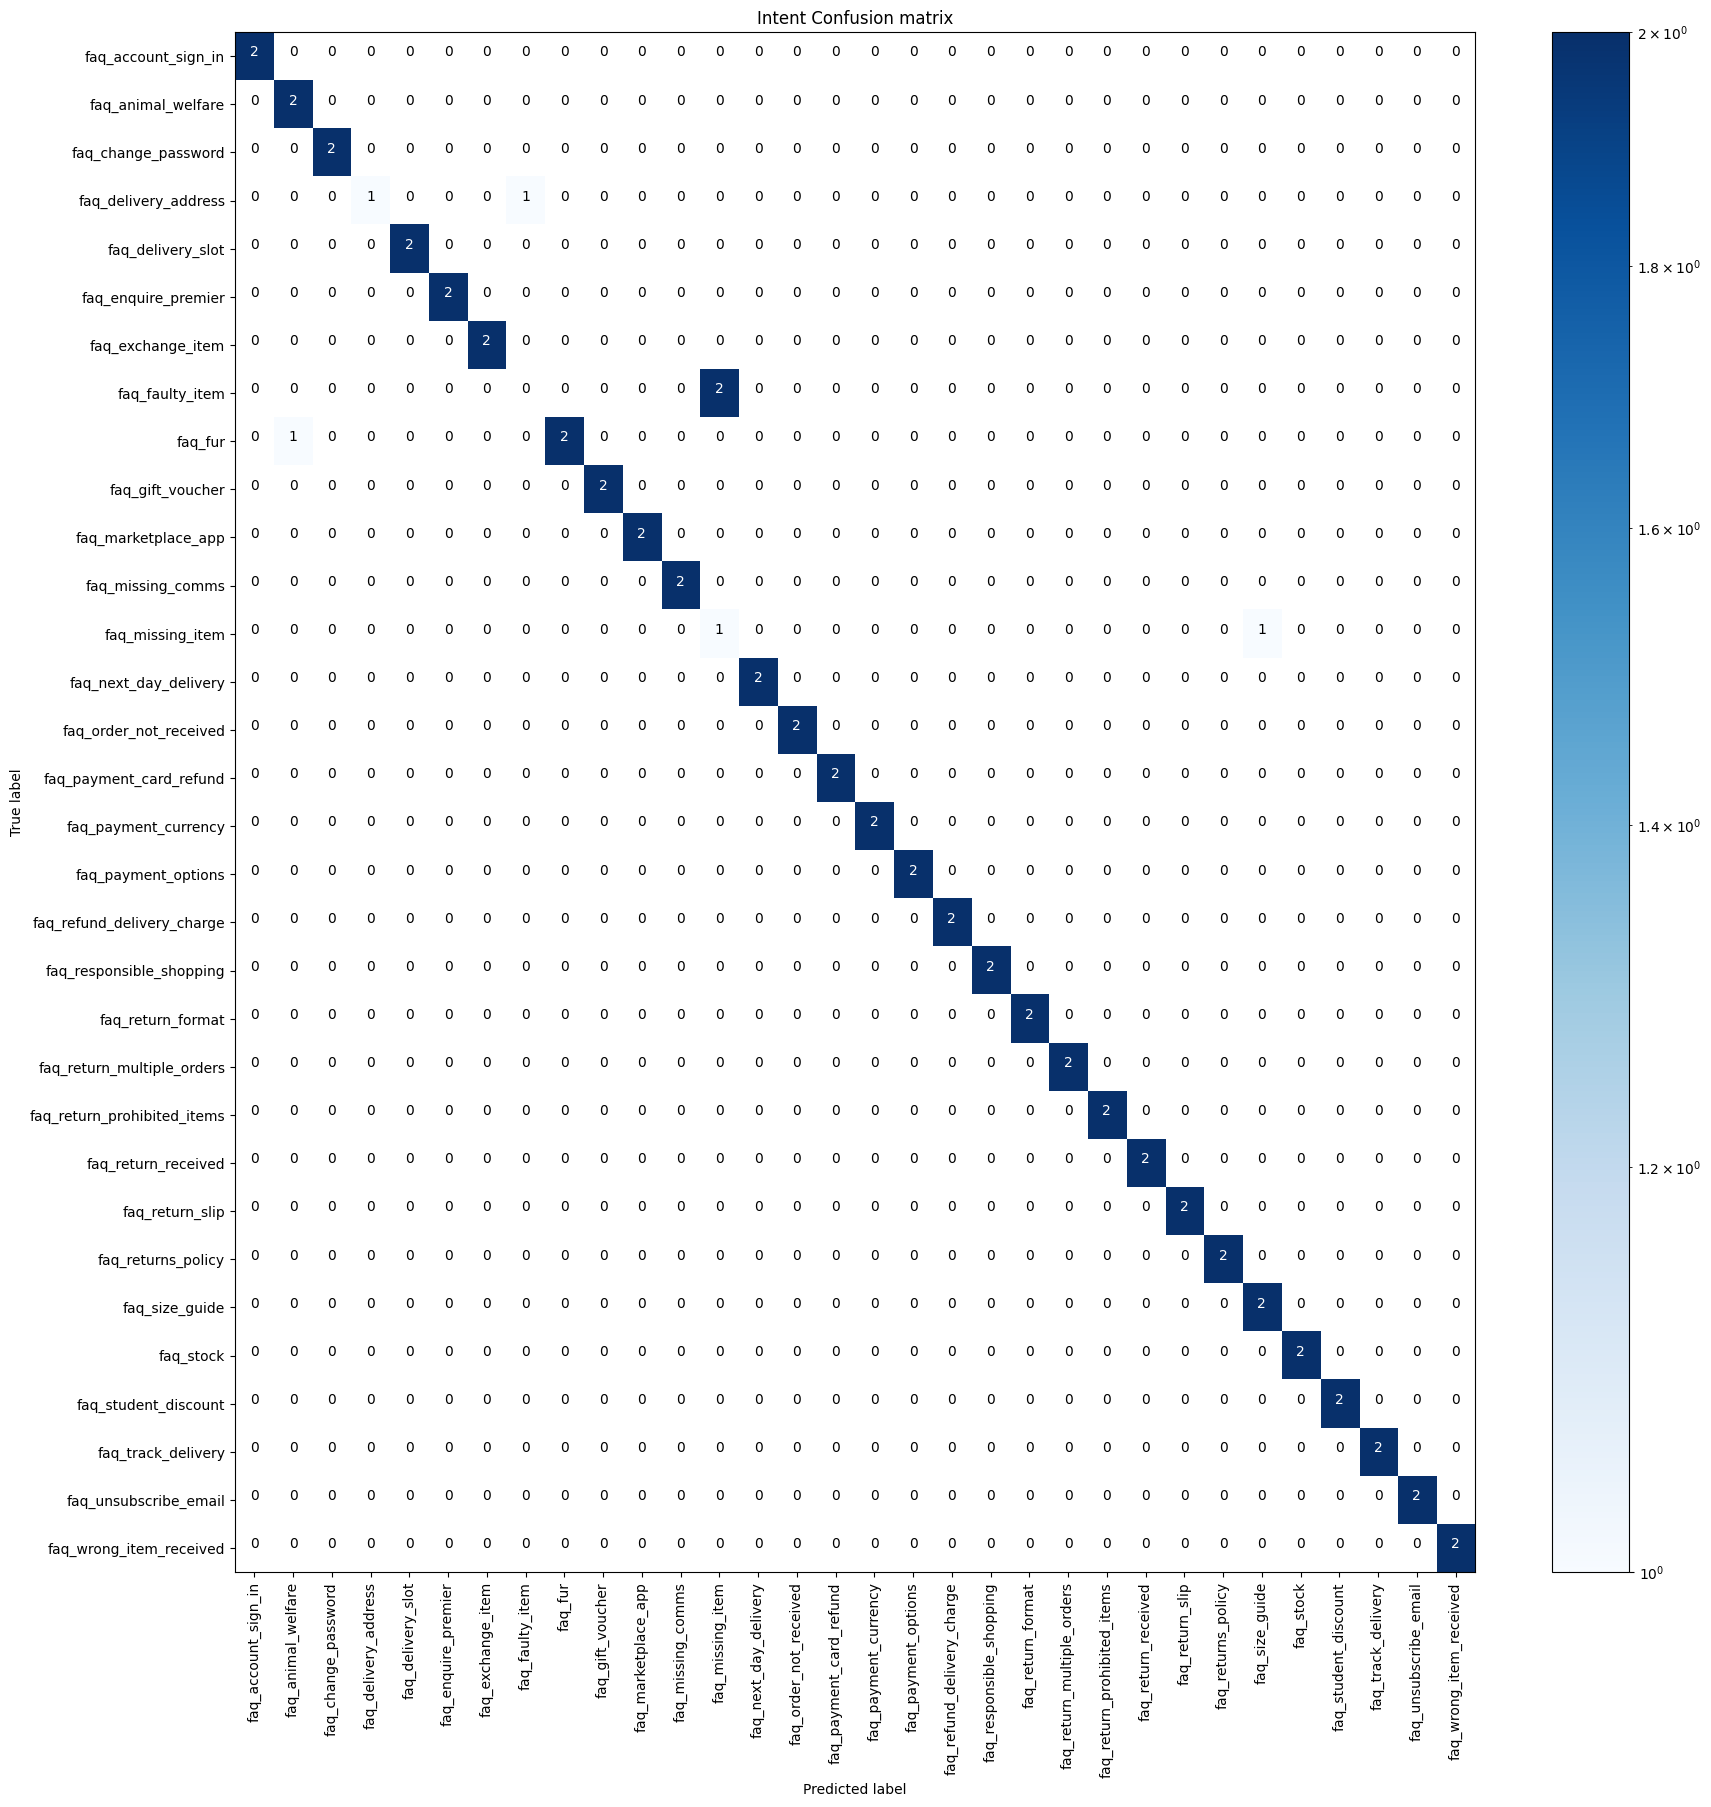 Intent Confusion matrix
faq_account_sign_in 2 0 0 0 0 0 0 0 0 0 0 0 0 0 0 0 0 0 0 0 0 0 0 0 0 0 0 0 0 0 0 0
faq_animal_welfare 0 2 0 0 0 0 0 0 0 0 0 0 0 0 0 0 0 0 0 0 0 0 0 0 0 0 0 0 0 0 0 0
faq_change_password 0 0 2 0 0 0 0 0 0 0 0 0 0 0 0 0 0 0 0 0 0 0 0 0 0 0 0 0 0 0 0 0
faq_delivery_address 0 0 0 1 0 0 0 1 0 0 0 0 0 0 0 0 0 0 0 0 0 0 0 0 0 0 0 0 0 0 0 0
faq_delivery_slot 0 0 0 0 2 0 0 0 0 0 0 0 0 0 0 0 0 0 0 0 0 0 0 0 0 0 0 0 0 0 0 0
faq_enquire_premier 0 0 0 0 0 2 0 0 0 0 0 0 0 0 0 0 0 0 0 0 0 0 0 0 0 0 0 0 0 0 0 0
faq_exchange_item 0 0 0 0 0 0 2 0 0 0 0 0 0 0 0 0 0 0 0 0 0 0 0 0 0 0 0 0 0 0 0 0
faq_faulty_item 0 0 0 0 0 0 0 0 0 0 0 0 2 0 0 0 0 0 0 0 0 0 0 0 0 0 0 0 0 0 0 0
faq_fur 0 1 0 0 0 0 0 0 2 0 0 0 0 0 0 0 0 0 0 0 0 0 0 0 0 0 0 0 0 0 0 0
faq_gift_voucher 0 0 0 0 0 0 0 0 0 2 0 0 0 0 0 0 0 0 0 0 0 0 0 0 0 0 0 0 0 0 0 0
faq_marketplace_app 0 0 0 0 0 0 0 0 0 0 2 0 0 0 0 0 0 0 0 0 0 0 0 0 0 0 0 0 0 0 0 0
faq_missing_comms 0 0 0 0 0 0 0 0 0 0 0 2 0 0 0 0 0 0 0 0 0 0 0 0 0 0 0 0 0 0 0 0
faq_missing_item 0 0 0 0 0 0 0 0 0 0 0 0 1 0 0 0 0 0 0 0 0 0 0 0 0 0 1 0 0 0 0 0
faq_next_day_delivery 0 0 0 0 0 0 0 0 0 0 0 0 0 2 0 0 0 0 0 0 0 0 0 0 0 0 0 0 0 0 0 0
faq_order_not_received 0 0 0 0 0 0 0 0 0 0 0 0 0 0 2 0 0 0 0 0 0 0 0 0 0 0 0 0 0 0 0 0
faq_payment_card_refund 0 0 0 0 0 0 0 0 0 0 0 0 0 0 0 2 0 0 0 0 0 0 0 0 0 0 0 0 0 0 0 0
faq_payment_currency 0 0 0 0 0 0 0 0 0 0 0 0 0 0 0 0 2 0 0 0 0 0 0 0 0 0 0 0 0 0 0 0
faq_payment_options 0 0 0 0 0 0 0 0 0 0 0 0 0 0 0 0 0 2 0 0 0 0 0 0 0 0 0 0 0 0 0 0
faq_refund_delivery_charge 0 0 0 0 0 0 0 0 0 0 0 0 0 0 0 0 0 0 2 0 0 0 0 0 0 0 0 0 0 0 0 0
faq_responsible_shopping 0 0 0 0 0 0 0 0 0 0 0 0 0 0 0 0 0 0 0 2 0 0 0 0 0 0 0 0 0 0 0 0
faq_return_format 0 0 0 0 0 0 0 0 0 0 0 0 0 0 0 0 0 0 0 0 2 0 0 0 0 0 0 0 0 0 0 0
faq_return_multiple_orders 0 0 0 0 0 0 0 0 0 0 0 0 0 0 0 0 0 0 0 0 0 2 0 0 0 0 0 0 0 0 0 0
faq_return_prohibited_items 0 0 0 0 0 0 0 0 0 0 0 0 0 0 0 0 0 0 0 0 0 0 2 0 0 0 0 0 0 0 0 0
faq_return_received 0 0 0 0 0 0 0 0 0 0 0 0 0 0 0 0 0 0 0 0 0 0 0 2 0 0 0 0 0 0 0 0
faq_return_slip 0 0 0 0 0 0 0 0 0 0 0 0 0 0 0 0 0 0 0 0 0 0 0 0 2 0 0 0 0 0 0 0
faq_returns_policy 0 0 0 0 0 0 0 0 0 0 0 0 0 0 0 0 0 0 0 0 0 0 0 0 0 2 0 0 0 0 0 0
faq_size_guide 0 0 0 0 0 0 0 0 0 0 0 0 0 0 0 0 0 0 0 0 0 0 0 0 0 0 2 0 0 0 0 0
faq_stock 0 0 0 0 0 0 0 0 0 0 0 0 0 0 0 0 0 0 0 0 0 0 0 0 0 0 0 2 0 0 0 0
faq_student_discount 0 0 0 0 0 0 0 0 0 0 0 0 0 0 0 0 0 0 0 0 0 0 0 0 0 0 0 0 2 0 0 0
faq_track_delivery 0 0 0 0 0 0 0 0 0 0 0 0 0 0 0 0 0 0 0 0 0 0 0 0 0 0 0 0 0 2 0 0
faq_unsubscribe_email 0 0 0 0 0 0 0 0 0 0 0 0 0 0 0 0 0 0 0 0 0 0 0 0 0 0 0 0 0 0 2 0
faq_wrong_item_received 0 0 0 0 0 0 0 0 0 0 0 0 0 0 0 0 0 0 0 0 0 0 0 0 0 0 0 0 0 0 0 2
True label
faq_account_sign_in
faq_animal_welfare
faq_change_password
faq_delivery_address
faq_delivery_slot
faq_enquire_premier
faq_exchange_item
faq_faulty_item
faq_fur
faq_gift_voucher
faq_marketplace_app
faq_missing_comms
faq_missing_item
faq_next_day_delivery
faq_order_not_received
faq_payment_card_refund
faq_payment_currency
faq_payment_options
faq_refund_delivery_charge
faq_responsible_shopping
faq_return_format
faq_return_multiple_orders
faq_return_prohibited_items
faq_return_received
faq_return_slip
faq_returns_policy
faq_size_guide
faq_stock
faq_student_discount
faq_track_delivery
faq_unsubscribe_email
faq_wrong_item_received
Predicted label
2 × 10⁰
1.8 × 10⁰
1.6 × 10⁰
1.4 × 10⁰
1.2 × 10⁰
10⁰